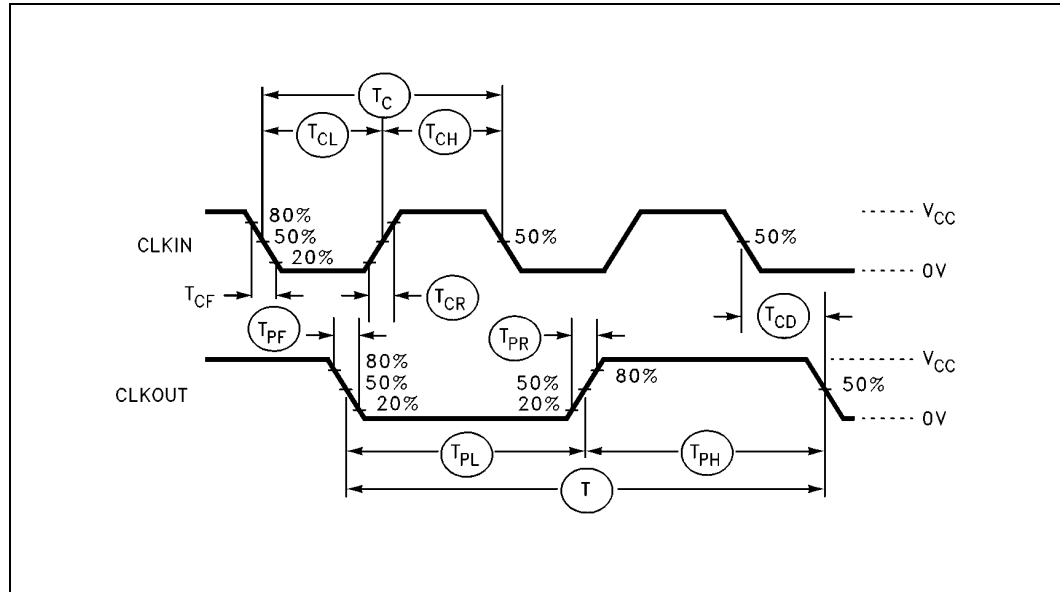 T_C
T_CL T_CH
80%
50% 50% 50%
20%
V_CC
CLKIN
0V
T_CF T_CR T_CD
T_PF T_PR
V_CC
80% 80%
50% 50% 50%
20% 20%
CLKOUT
0V
T_PL T_PH
T